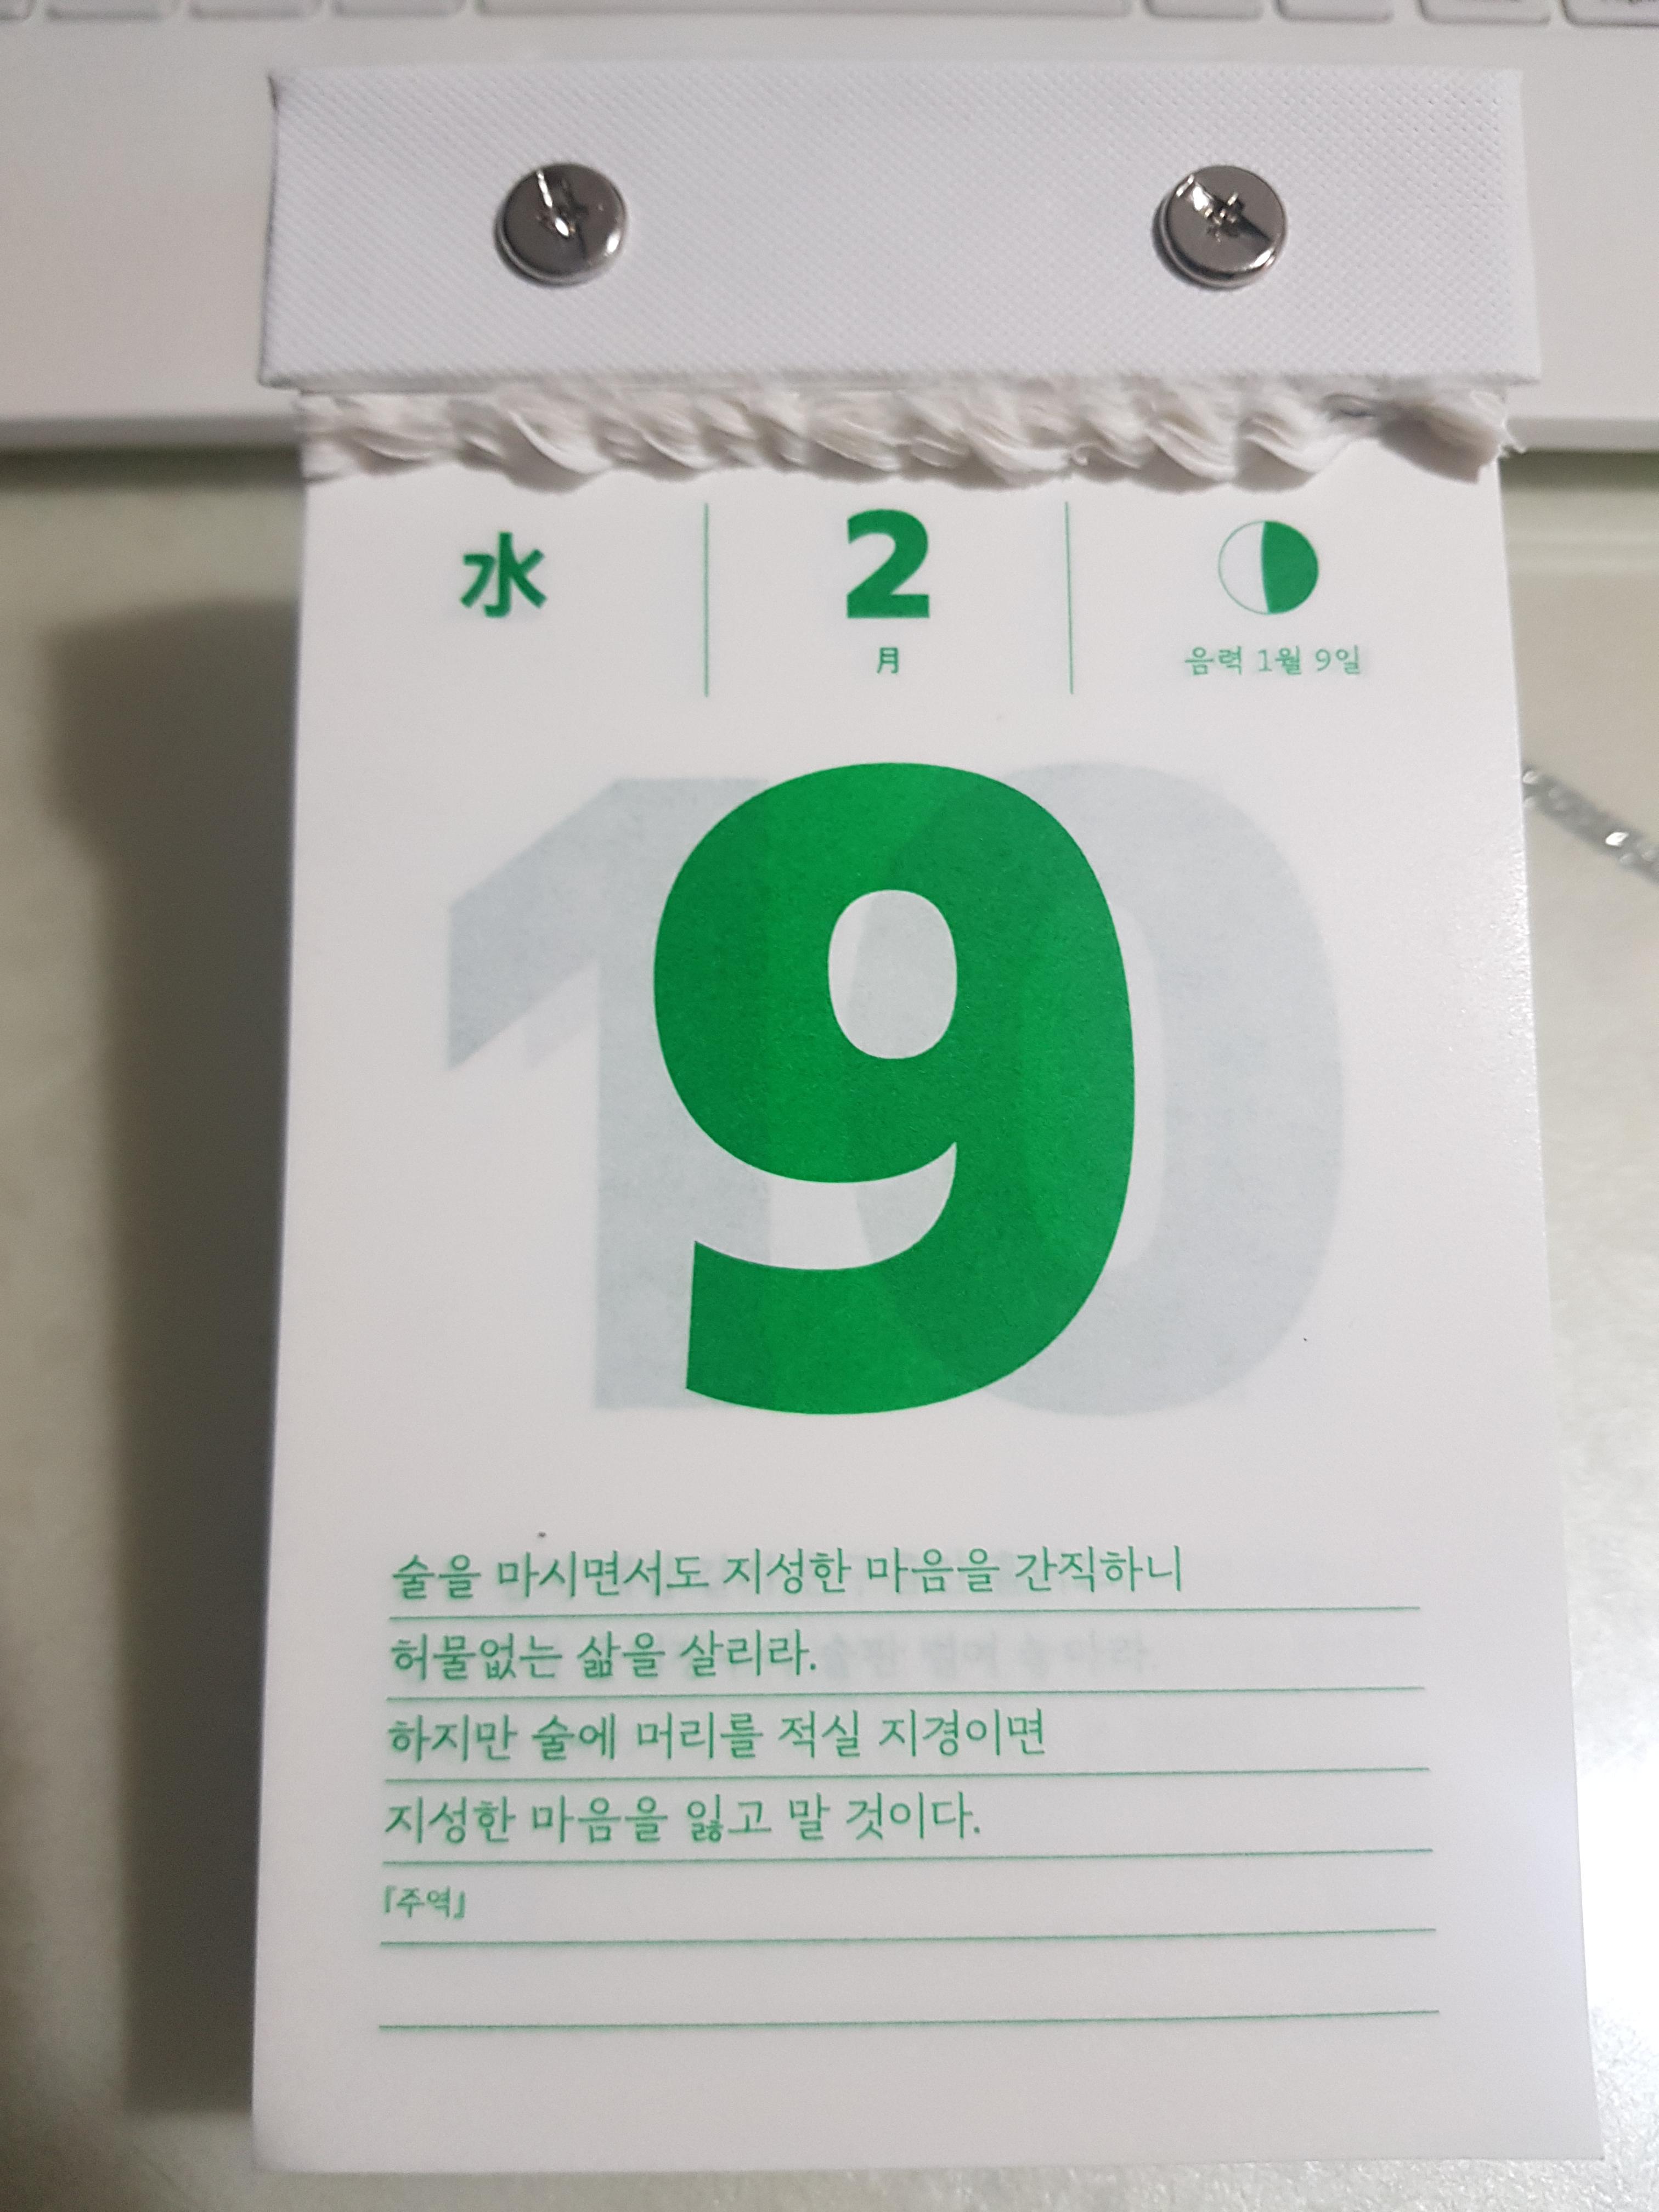 水
2
月
음력 1월 9일
9
10
술을 마시면서도 지성한 마음을 간직하니
허물없는 삶을 살리라.
하지만 술에 머리를 적실 지경이면
지성한 마음을 잃고 말 것이다.
『주역』